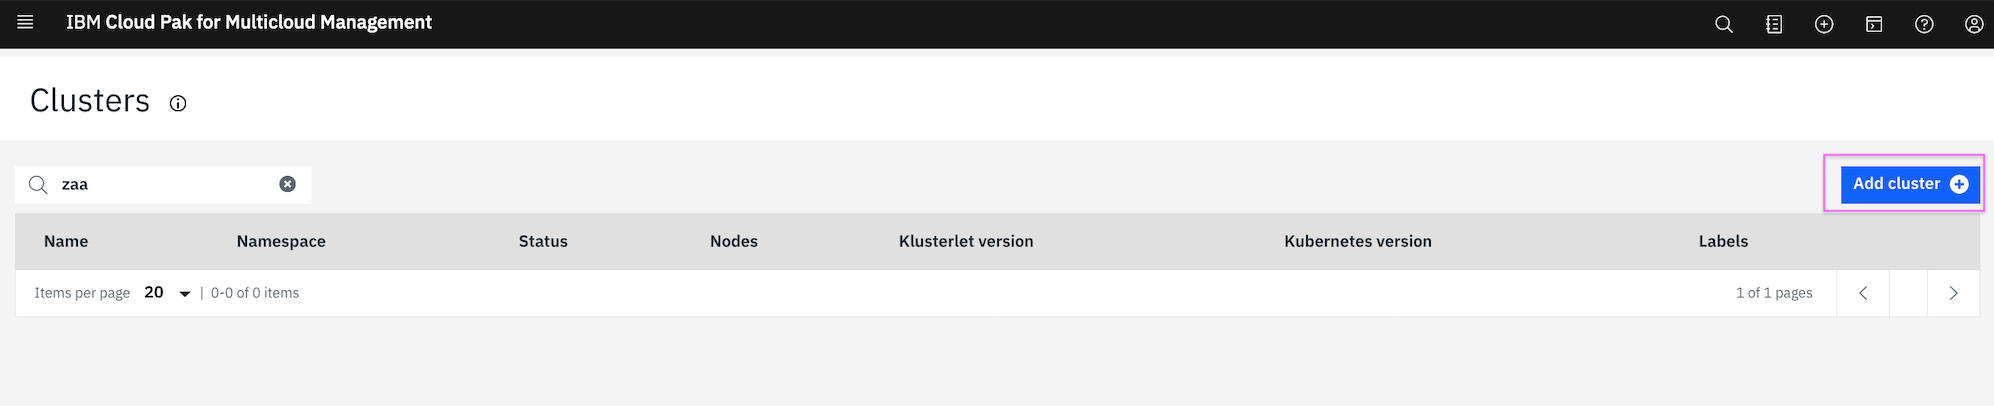 IBM Cloud Pak for Multicloud Management
Clusters
zaa
Add cluster
Name Namespace Status Nodes Klusterlet version Kubernetes version Labels
Items per page 20 | 0-0 of 0 items 1 of 1 pages